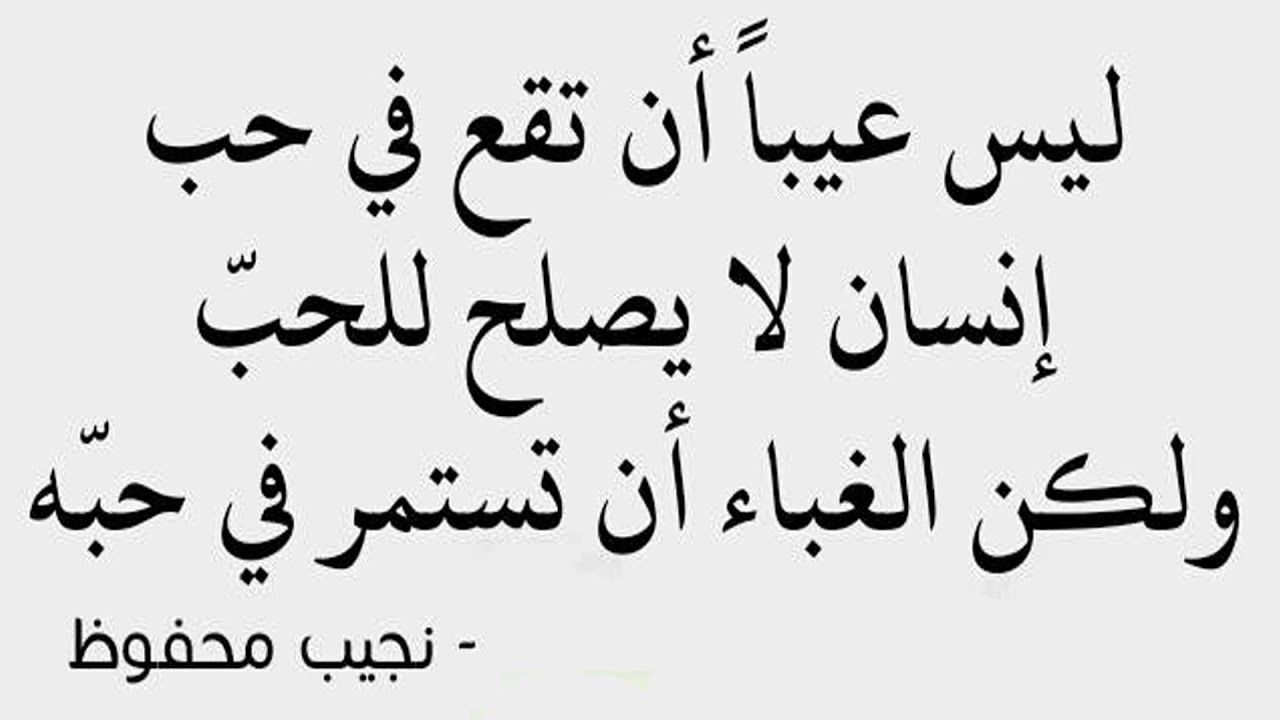 ليس عيباً أن تقع في حب
إنسان لا يصلح للحبّ
ولكن الغباء أن تستمر في حبّه
- نجيب محفوظ